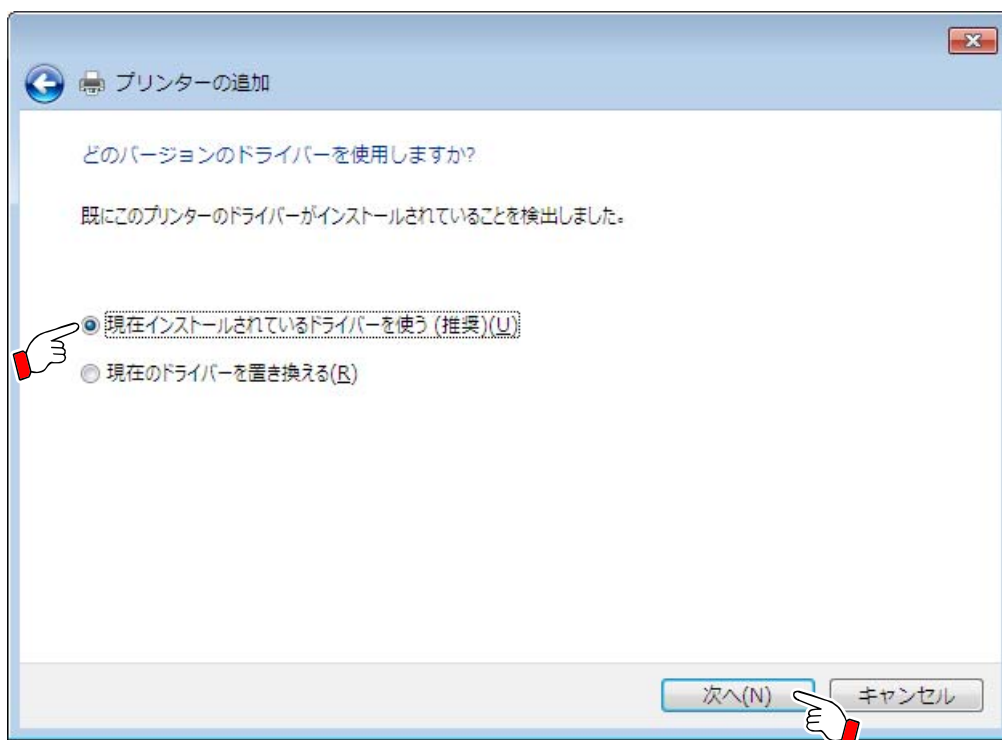 プリンターの追加
どのバージョンのドライバーを使用しますか?
既にこのプリンターのドライバーがインストールされていることを検出しました。
現在インストールされているドライバーを使う (推奨)(U)
現在のドライバーを置き換える(R)
次へ(N) キャンセル